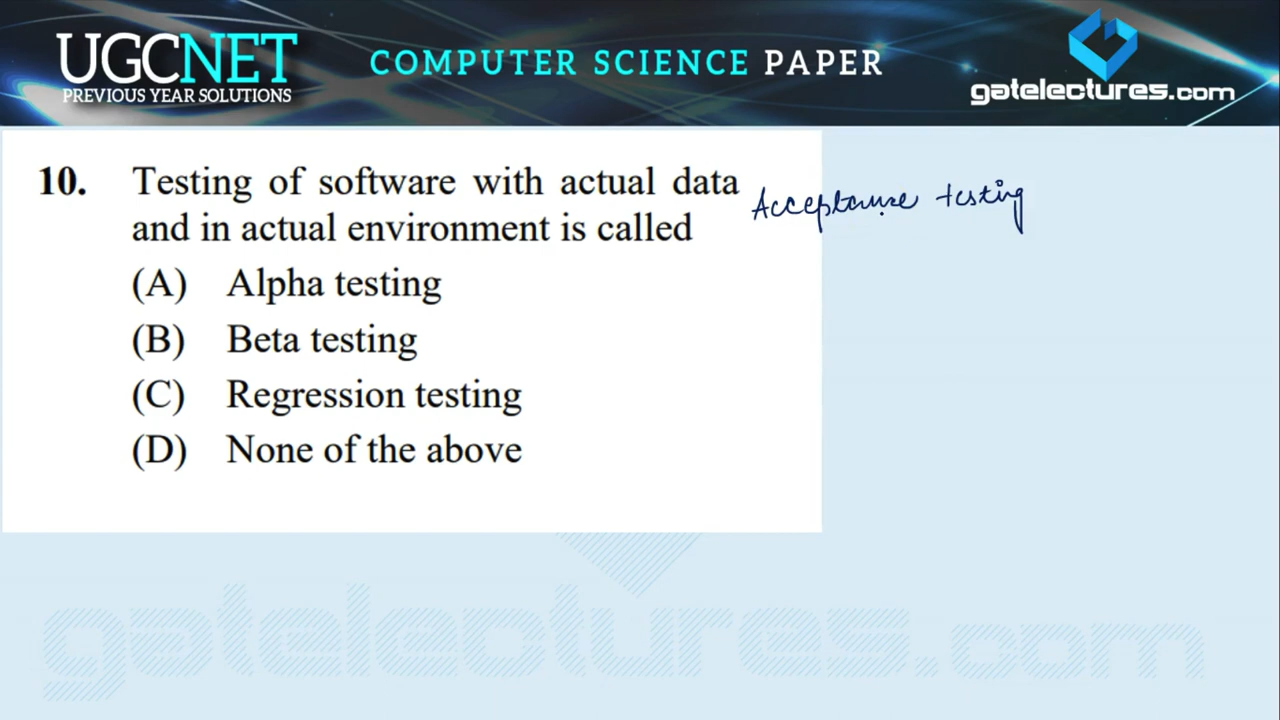 UGCNET
PREVIOUS YEAR SOLUTIONS
COMPUTER SCIENCE PAPER
gatelectures.com
10. Testing of software with actual data
and in actual environment is called
Acceptance testing
(A) Alpha testing
(B) Beta testing
(C) Regression testing
(D) None of the above
gatelectures.com